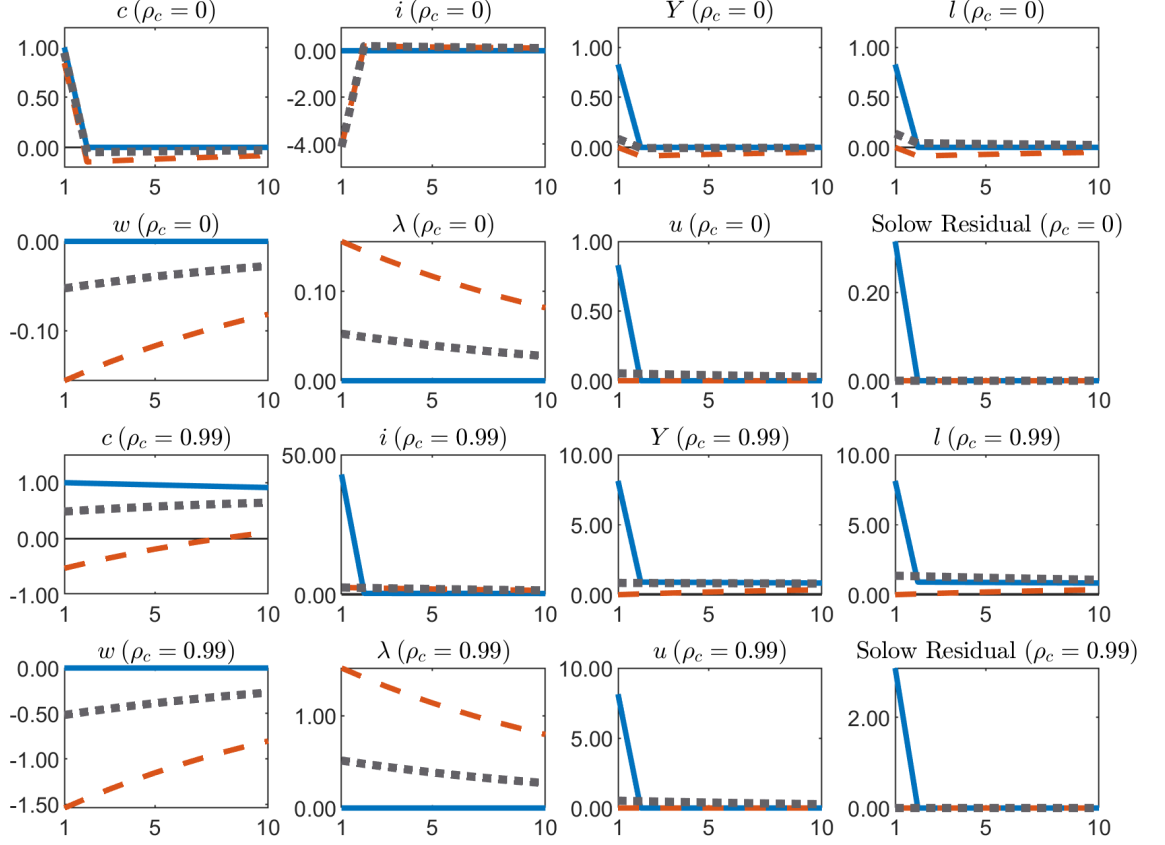 c (ρ_c = 0) i (ρ_c = 0) Y (ρ_c = 0) l (ρ_c = 0)
1.00 0.00 1.00 1.00
0.50 -2.00 0.50 0.50
0.00 -4.00 0.00 0.00
1 5 10 1 5 10 1 5 10 1 5 10
w (ρ_c = 0) λ (ρ_c = 0) u (ρ_c = 0) Solow Residual (ρ_c = 0)
0.00 0.10 1.00 0.20
-0.10 0.00 0.50 0.00
0.00
1 5 10 1 5 10 1 5 10 1 5 10
c (ρ_c = 0.99) i (ρ_c = 0.99) Y (ρ_c = 0.99) l (ρ_c = 0.99)
1.00 50.00 10.00 10.00
0.00 0.00 5.00 5.00
-1.00 0.00 0.00
1 5 10 1 5 10 1 5 10 1 5 10
w (ρ_c = 0.99) λ (ρ_c = 0.99) u (ρ_c = 0.99) Solow Residual (ρ_c = 0.99)
0.00 1.00 10.00 2.00
-0.50 0.00 5.00 0.00
-1.00 0.00
-1.50
1 5 10 1 5 10 1 5 10 1 5 10